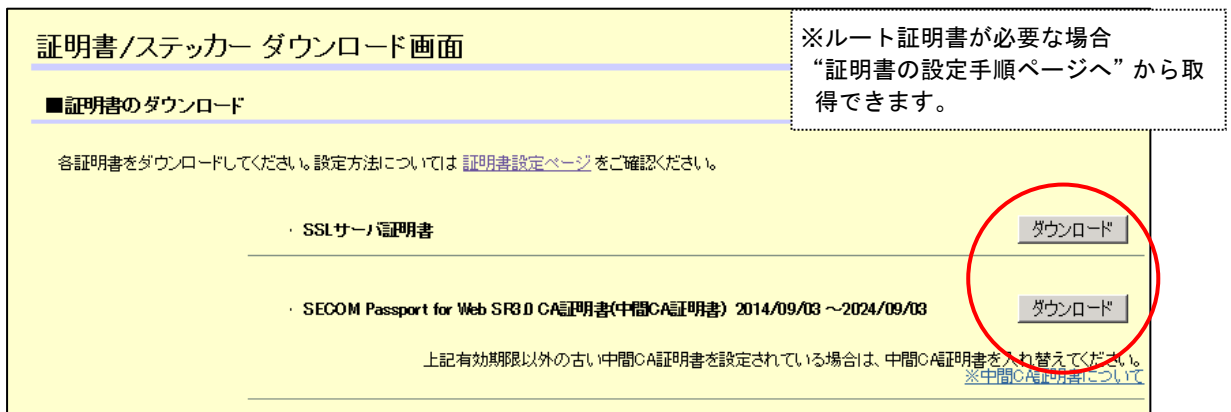 証明書/ステッカー ダウンロード画面
※ルート証明書が必要な場合
“証明書の設定手順ページへ” から取
得できます。
■証明書のダウンロード
各証明書をダウンロードしてください。設定方法については 証明書設定ページ をご確認ください。
・ SSLサーバ証明書
ダウンロード
・ SECOM Passport for Web SR3.0 CA証明書(中間CA証明書) 2014/09/03 ～2024/09/03
ダウンロード
上記有効期限以外の古い中間CA証明書を設定されている場合は、中間CA証明書を入れ替えてください。
※中間CA証明書について